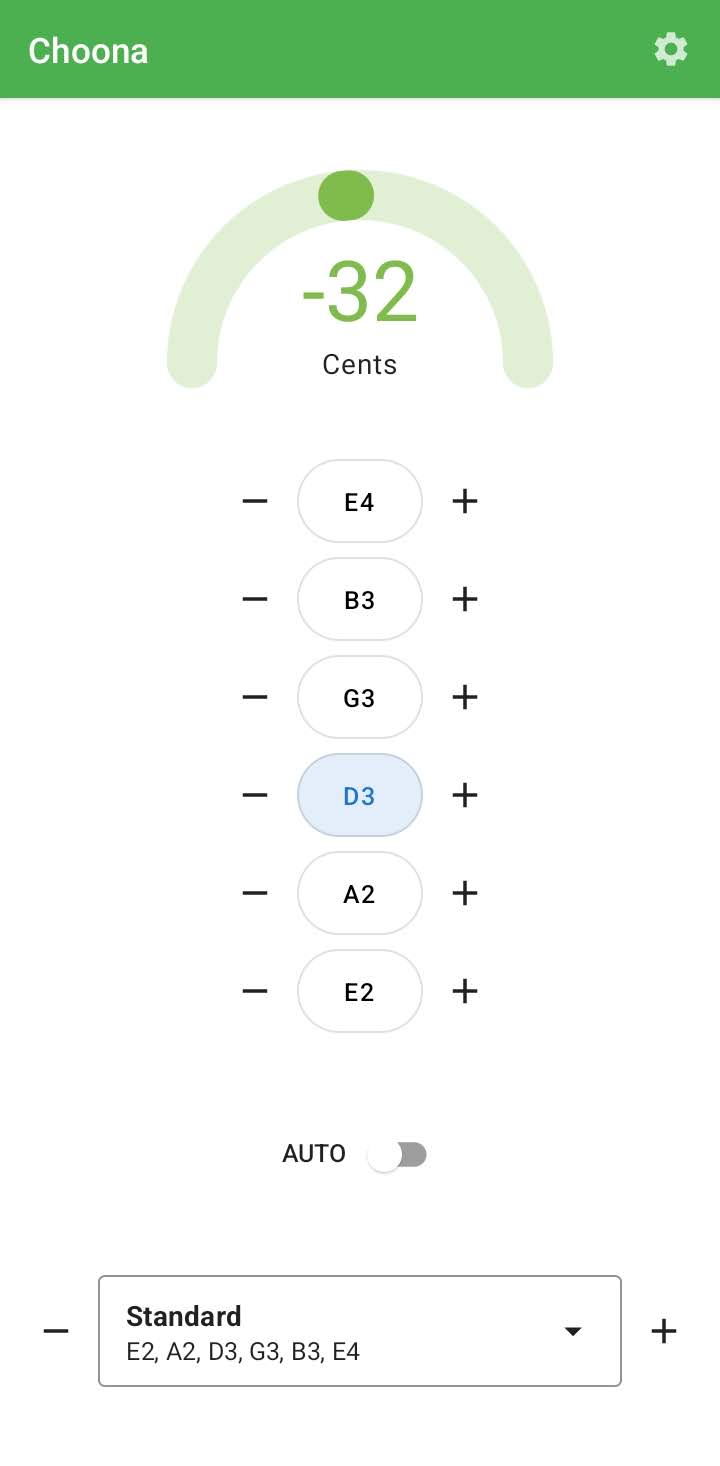 Choona
-32
Cents
E4
B3
G3
D3
A2
E2
AUTO
Standard
E2, A2, D3, G3, B3, E4